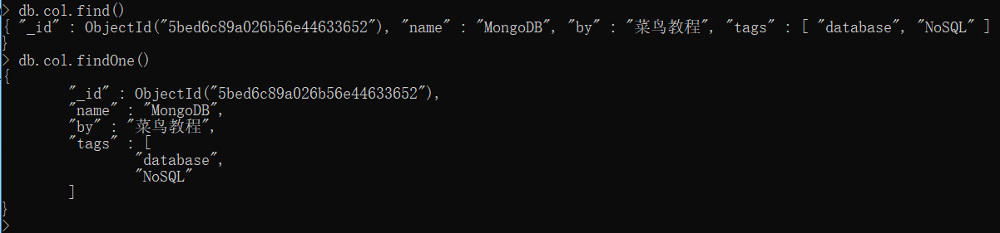 > db.col.find()
{ "_id" : ObjectId("5bed6c89a026b56e44633652"), "name" : "MongoDB", "by" : "菜鸟教程", "tags" : [ "database", "NoSQL" ]
}
> db.col.findOne()
{
        "_id" : ObjectId("5bed6c89a026b56e44633652"),
        "name" : "MongoDB",
        "by" : "菜鸟教程",
        "tags" : [
                "database",
                "NoSQL"
        ]
}
>